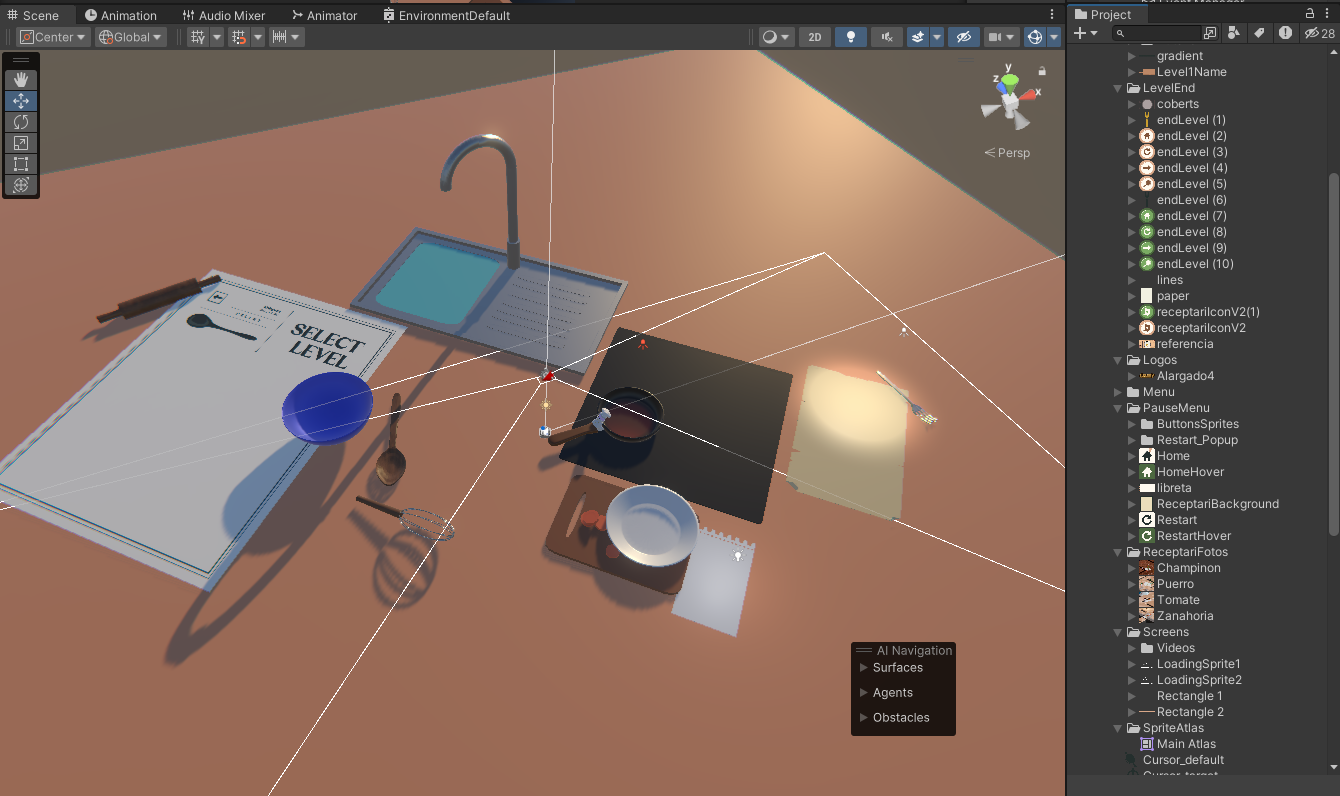 Scene
Animation
Audio Mixer
Animator
EnvironmentDefault
Center
Global
2D
y
z
x
Persp
SELECT
LEVEL
AI Navigation
Surfaces
Agents
Obstacles
Project
28
gradient
Level1Name
LevelEnd
coberts
endLevel (1)
endLevel (2)
endLevel (3)
endLevel (4)
endLevel (5)
endLevel (6)
endLevel (7)
endLevel (8)
endLevel (9)
endLevel (10)
lines
paper
receptarilconV2(1)
receptarilconV2
referencia
Logos
Alargado4
Menu
PauseMenu
ButtonsSprites
Restart_Popup
Home
HomeHover
libreta
ReceptariBackground
Restart
RestartHover
ReceptariFotos
Champinon
Puerro
Tomate
Zanahoria
Screens
Videos
LoadingSprite1
LoadingSprite2
Rectangle 1
Rectangle 2
SpriteAtlas
Main Atlas
Cursor_default